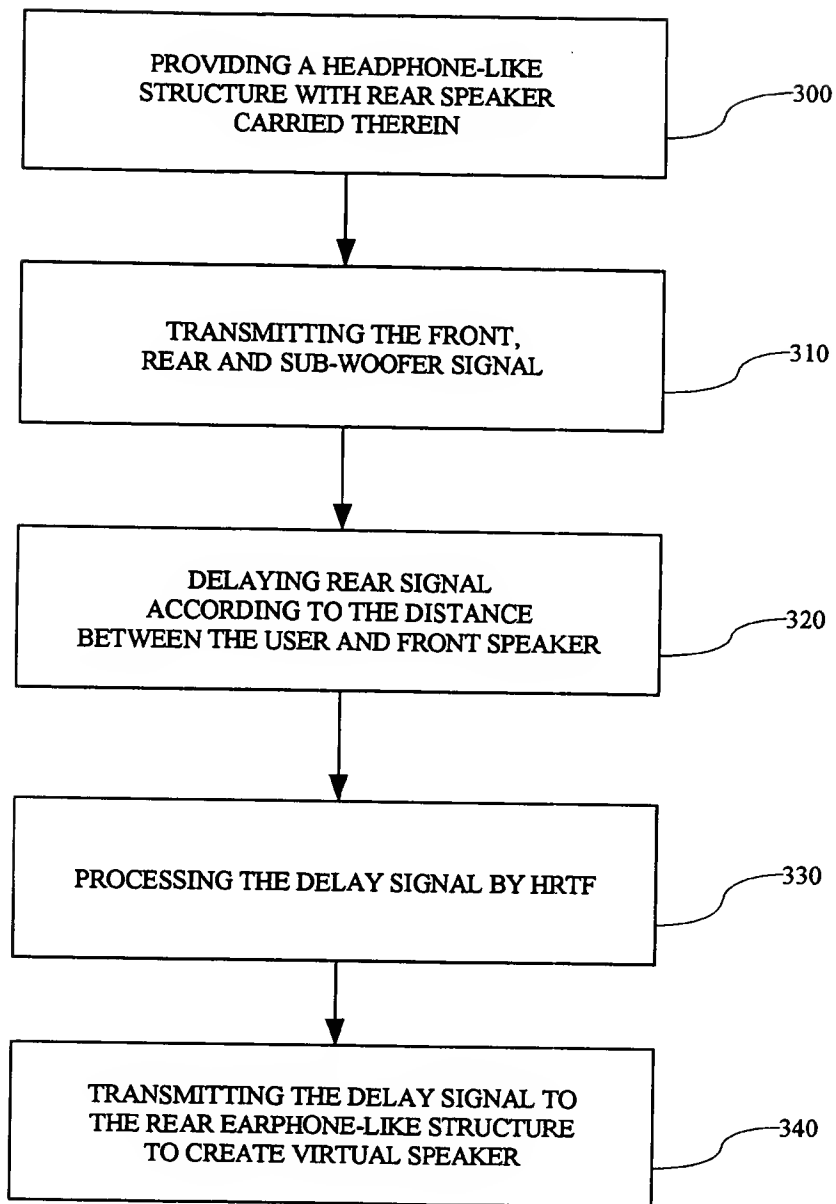 PROVIDING A HEADPHONE-LIKE
STRUCTURE WITH REAR SPEAKER
CARRIED THEREIN
300
TRANSMITTING THE FRONT,
REAR AND SUB-WOOFER SIGNAL
310
DELAYING REAR SIGNAL
ACCORDING TO THE DISTANCE
BETWEEN THE USER AND FRONT SPEAKER
320
PROCESSING THE DELAY SIGNAL BY HRTF
330
TRANSMITTING THE DELAY SIGNAL TO
THE REAR EARPHONE-LIKE STRUCTURE
TO CREATE VIRTUAL SPEAKER
340